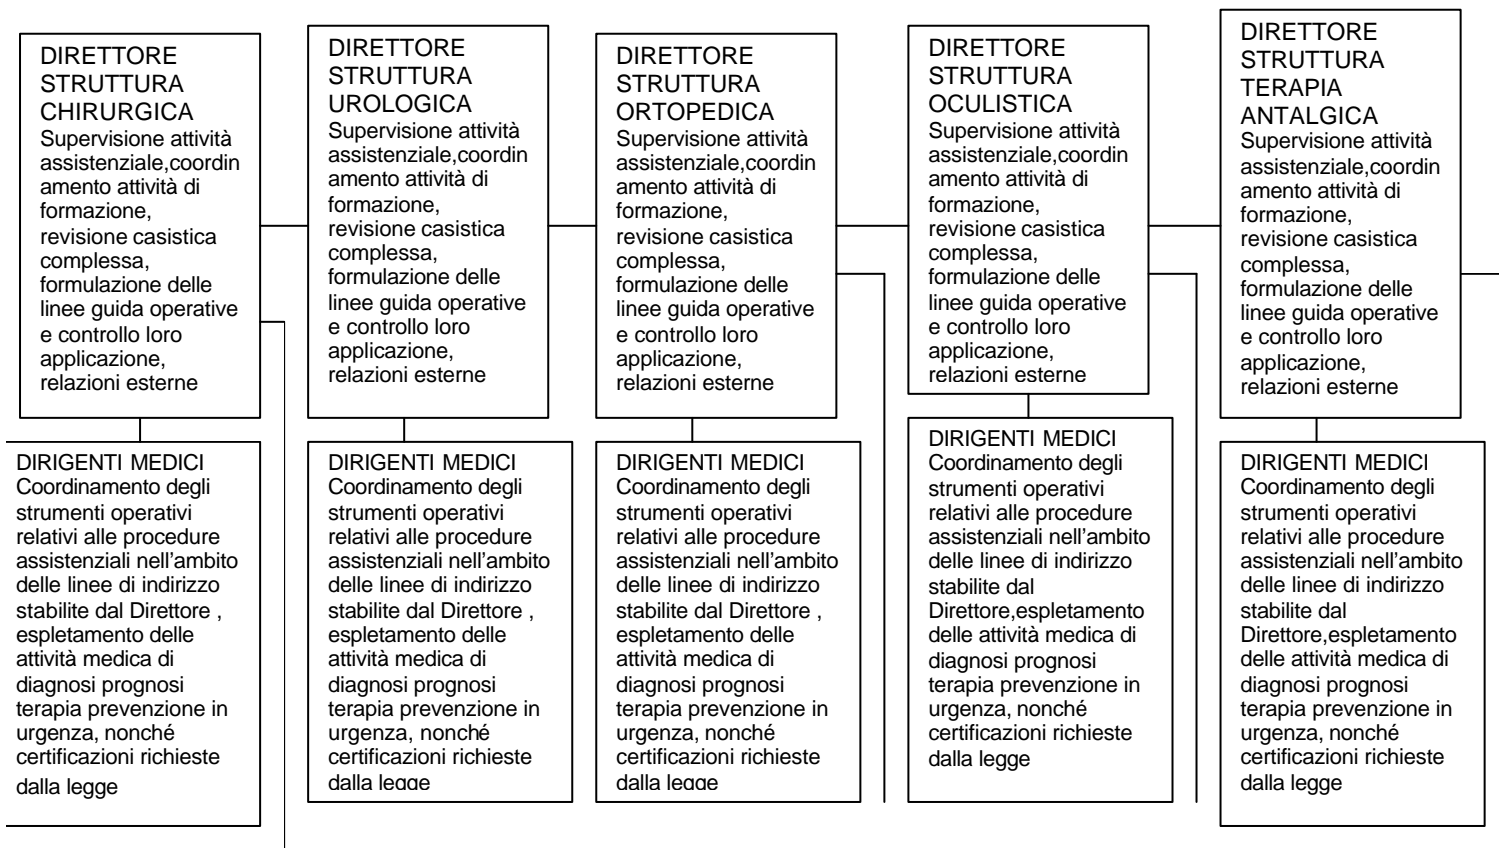 DIRETTORE
STRUTTURA
CHIRURGICA
Supervisione attività
assistenziale,coordin
amento attività di
formazione,
revisione casistica
complessa,
formulazione delle
linee guida operative
e controllo loro
applicazione,
relazioni esterne
DIRETTORE
STRUTTURA
UROLOGICA
Supervisione attività
assistenziale,coordin
amento attività di
formazione,
revisione casistica
complessa,
formulazione delle
linee guida operative
e controllo loro
applicazione,
relazioni esterne
DIRETTORE
STRUTTURA
ORTOPEDICA
Supervisione attività
assistenziale,coordin
amento attività di
formazione,
revisione casistica
complessa,
formulazione delle
linee guida operative
e controllo loro
applicazione,
relazioni esterne
DIRETTORE
STRUTTURA
OCULISTICA
Supervisione attività
assistenziale,coordin
amento attività di
formazione,
revisione casistica
complessa,
formulazione delle
linee guida operative
e controllo loro
applicazione,
relazioni esterne
DIRETTORE
STRUTTURA
TERAPIA
ANTALGICA
Supervisione attività
assistenziale,coordin
amento attività di
formazione,
revisione casistica
complessa,
formulazione delle
linee guida operative
e controllo loro
applicazione,
relazioni esterne
DIRIGENTI MEDICI
Coordinamento degli
strumenti operativi
relativi alle procedure
assistenziali nell'ambito
delle linee di indirizzo
stabilite dal Direttore ,
espletamento delle
attività medica di
diagnosi prognosi
terapia prevenzione in
urgenza, nonché
certificazioni richieste
dalla legge
DIRIGENTI MEDICI
Coordinamento degli
strumenti operativi
relativi alle procedure
assistenziali nell'ambito
delle linee di indirizzo
stabilite dal Direttore ,
espletamento delle
attività medica di
diagnosi prognosi
terapia prevenzione in
urgenza, nonché
certificazioni richieste
dalla legge
DIRIGENTI MEDICI
Coordinamento degli
strumenti operativi
relativi alle procedure
assistenziali nell'ambito
delle linee di indirizzo
stabilite dal Direttore ,
espletamento delle
attività medica di
diagnosi prognosi
terapia prevenzione in
urgenza, nonché
certificazioni richieste
dalla legge
DIRIGENTI MEDICI
Coordinamento degli
strumenti operativi
relativi alle procedure
assistenziali nell'ambito
delle linee di indirizzo
stabilite dal
Direttore,espletamento
delle attività medica di
diagnosi prognosi
terapia prevenzione in
urgenza, nonché
certificazioni richieste
dalla legge
DIRIGENTI MEDICI
Coordinamento degli
strumenti operativi
relativi alle procedure
assistenziali nell'ambito
delle linee di indirizzo
stabilite dal
Direttore,espletamento
delle attività medica di
diagnosi prognosi
terapia prevenzione in
urgenza, nonché
certificazioni richieste
dalla legge